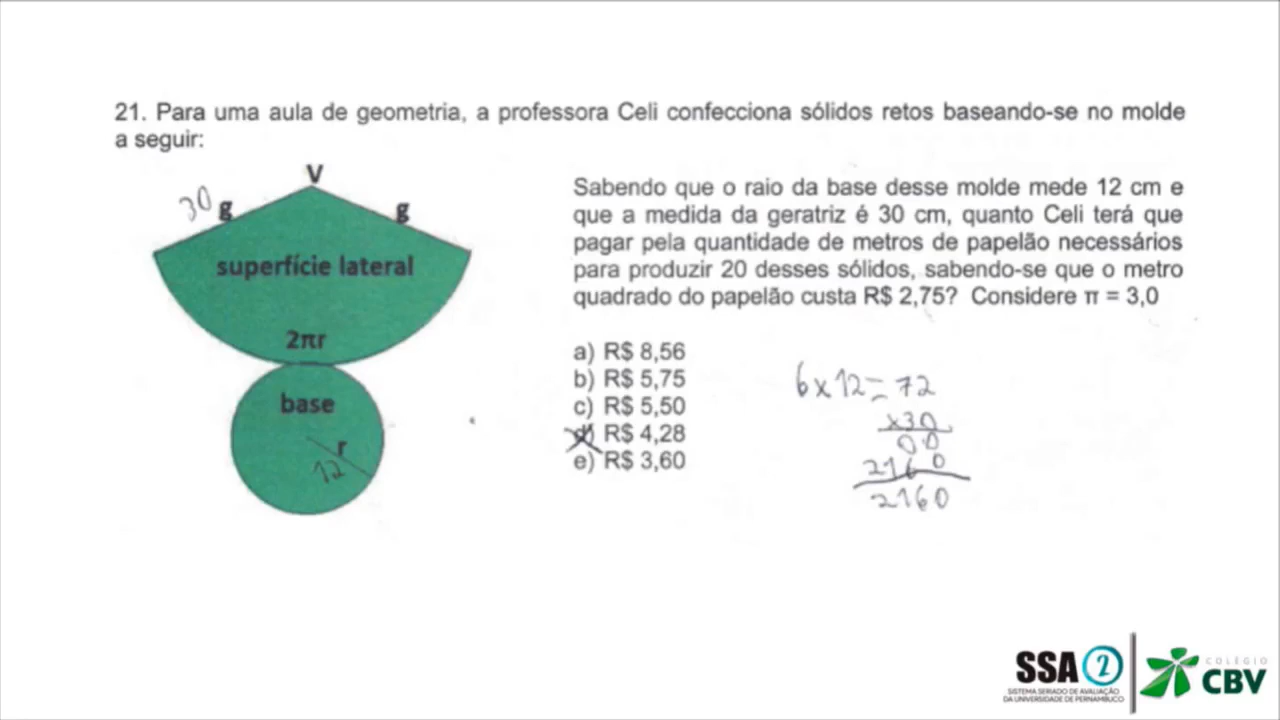 21. Para uma aula de geometria, a professora Celi confecciona sólidos retos baseando-se no molde
a seguir:
V
30
g
g
superfície lateral
2πr
base
r
12
Sabendo que o raio da base desse molde mede 12 cm e
que a medida da geratriz é 30 cm, quanto Celi terá que
pagar pela quantidade de metros de papelão necessários
para produzir 20 desses sólidos, sabendo-se que o metro
quadrado do papelão custa R$ 2,75? Considere π = 3,0
a) R$ 8,56
b) R$ 5,75
c) R$ 5,50
d) R$ 4,28
e) R$ 3,60
6x12=72
x30
00
2160
2160
SSA 2
SISTEMA SERIADO DE AVALIAÇÃO
DA UNIVERSIDADE DE PERNAMBUCO
COLÉGIO
CBV